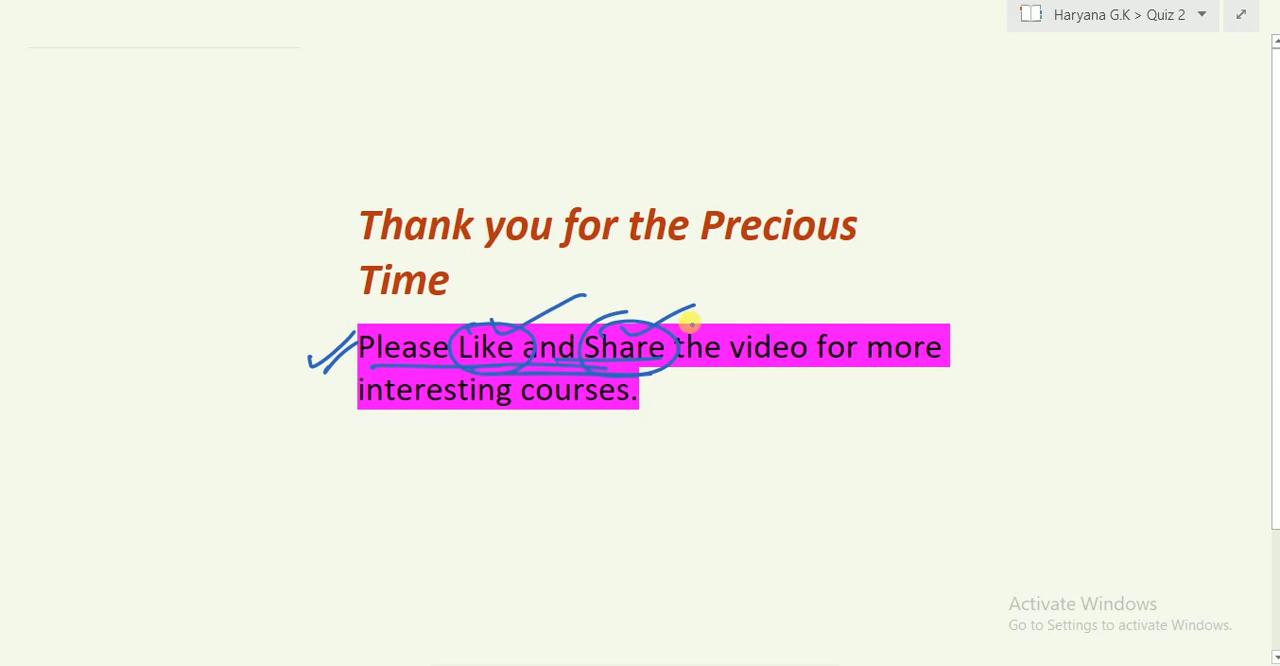 Haryana G.K > Quiz 2
Thank you for the Precious
Time
Please Like and Share the video for more
interesting courses.
Activate Windows
Go to Settings to activate Windows.